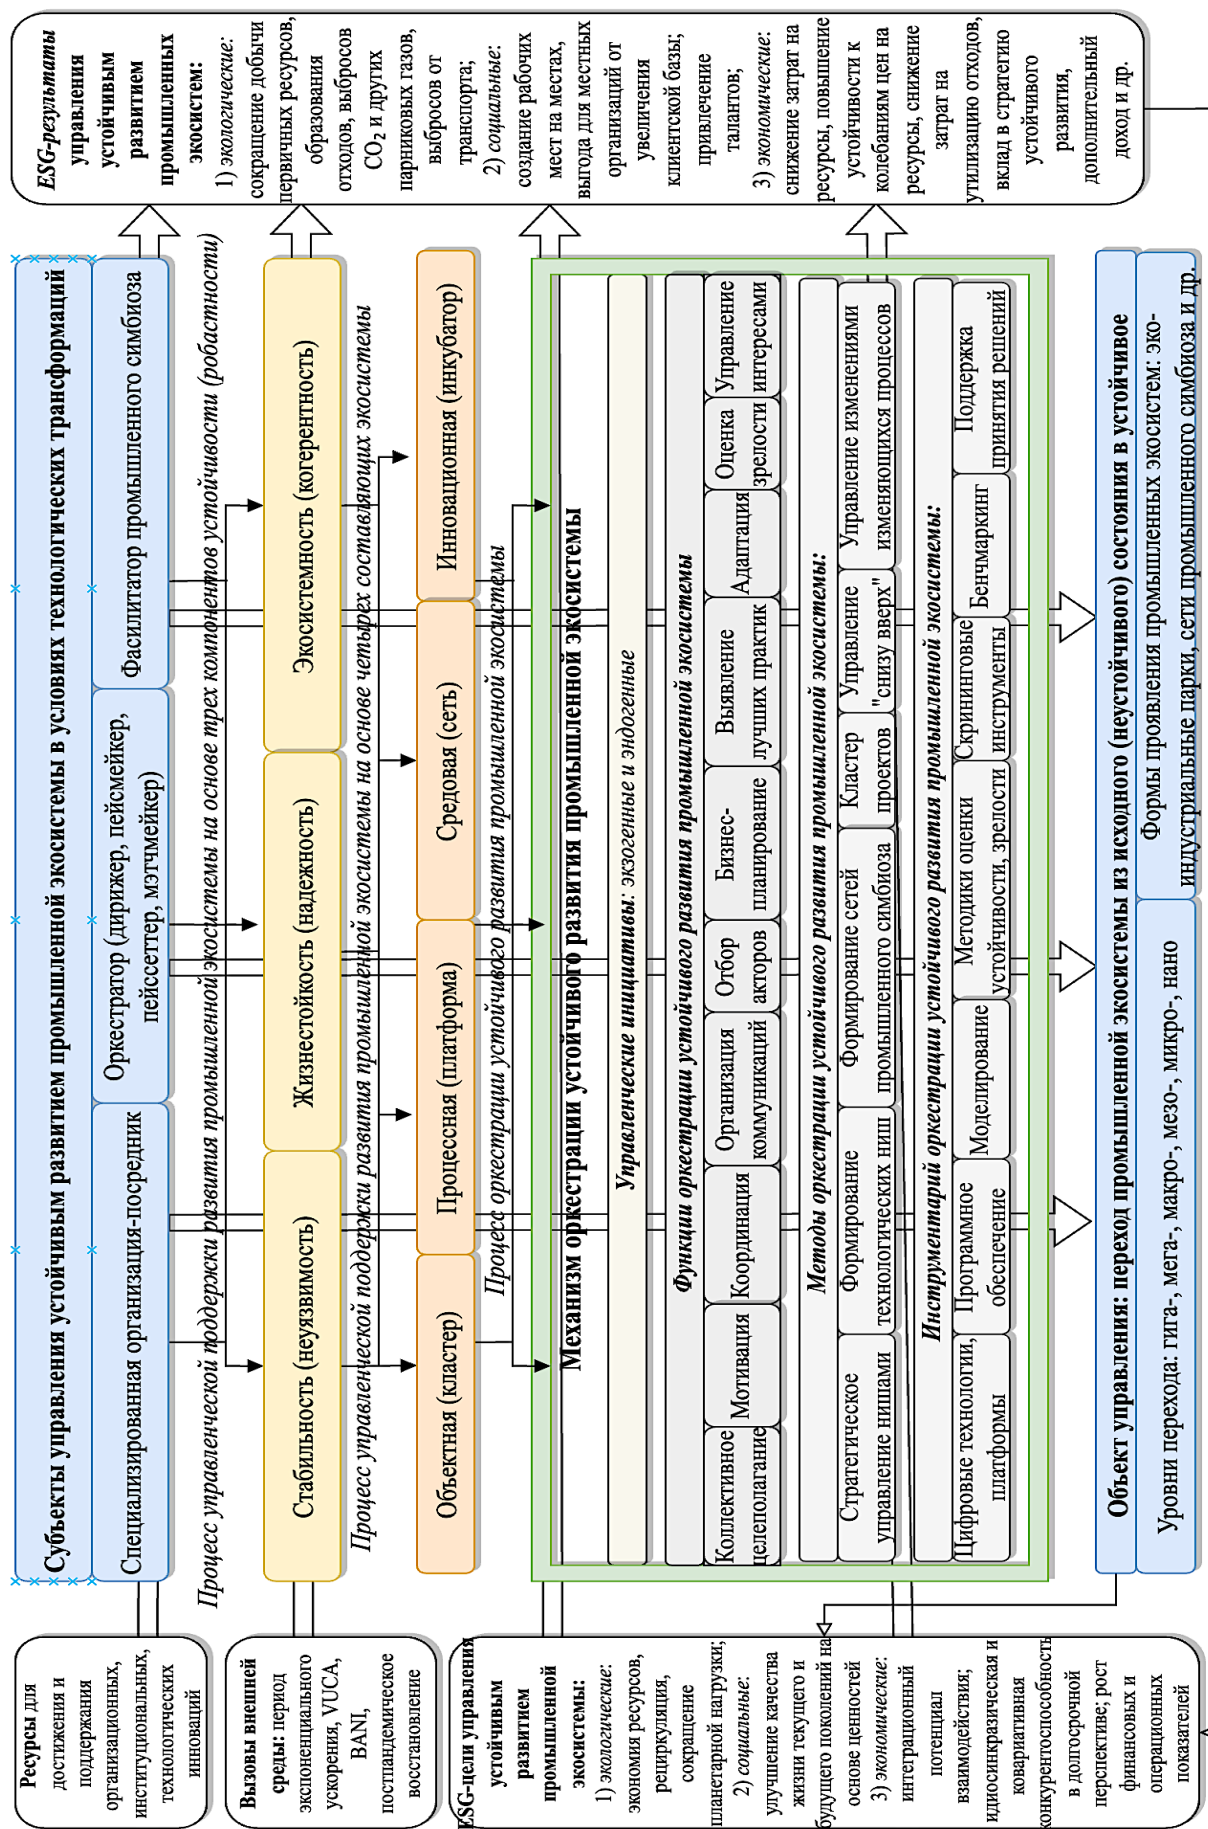 Ресурсы для
достижения и
поддержания
организационных,
институциональных,
технологических
инноваций
Вызовы внешней
среды: период
экспоненциального
ускорения, VUCA,
BANI,
постпандемическое
восстановление
ESG-цели управления
устойчивым
развитием
промышленной
экосистемы:
1) экологические:
экономия ресурсов,
рециркуляция,
сокращение
планетарной нагрузки;
2) социальные:
улучшение качества
жизни текущего и
будущего поколений на
основе ценностей
3) экономические:
интеграционный
потенциал
взаимодействия;
идиосинкразическая и
ковариативная
конкурентоспособность
в долгосрочной
перспективе; рост
финансовых и
операционных
показателей
Субъекты управления устойчивым развитием промышленной экосистемы в условиях технологических трансформаций
Специализированная организация-посредник
Оркестратор (дирижер, пейсмейкер,
пейссеттер, мэтчмейкер)
Фасилитатор промышленного симбиоза
Процесс управленческой поддержки развития промышленной экосистемы на основе трех компонентов устойчивости (робастности)
Стабильность (неуязвимость)
Жизнестойкость (надежность)
Экосистемность (когерентность)
Процесс управленческой поддержки развития промышленной экосистемы на основе четырех составляющих экосистемы
Объектная (кластер)
Процессная (платформа)
Средовая (сеть)
Инновационная (инкубатор)
Процесс оркестрации устойчивого развития промышленной экосистемы
Механизм оркестрации устойчивого развития промышленной экосистемы
Управленческие инициативы: экзогенные и эндогенные
Функции оркестрации устойчивого развития промышленной экосистемы
Коллективное
целеполагание
Мотивация
Координация
Организация
коммуникаций
Отбор
акторов
Бизнес-
планирование
Выявление
лучших практик
Адаптация
Оценка
зрелости
Управление
интересами
Методы оркестрации устойчивого развития промышленной экосистемы:
Стратегическое
управление нишами
Формирование
технологических ниш
Формирование сетей
промышленного симбиоза
Кластер
проектов
Управление
"снизу вверх"
Управление изменениями
изменяющихся процессов
Инструментарий оркестрации устойчивого развития промышленной экосистемы:
Цифровые технологии,
платформы
Программное
обеспечение
Моделирование
Методики оценки
устойчивости, зрелости
Скрининговые
инструменты
Бенчмаркинг
Поддержка
принятия решений
Объект управления: переход промышленной экосистемы из исходного (неустойчивого) состояния в устойчивое
Уровни перехода: гига-, мега-, макро-, мезо-, микро-, нано
Формы проявления промышленных экосистем: эко-
индустриальные парки, сети промышленного симбиоза и др.
ESG-результаты
управления
устойчивым
развитием
промышленных
экосистем:
1) экологические:
сокращение добычи
первичных ресурсов,
образования
отходов, выбросов
CO₂ и других
парниковых газов,
выбросов от
транспорта;
2) социальные:
создание рабочих
мест на местах,
выгода для местных
организаций от
увеличения
клиентской базы;
привлечение
талантов;
3) экономические:
снижение затрат на
ресурсы, повышение
устойчивости к
колебаниям цен на
ресурсы, снижение
затрат на
утилизацию отходов,
вклад в стратегию
устойчивого
развития,
дополнительный
доход и др.